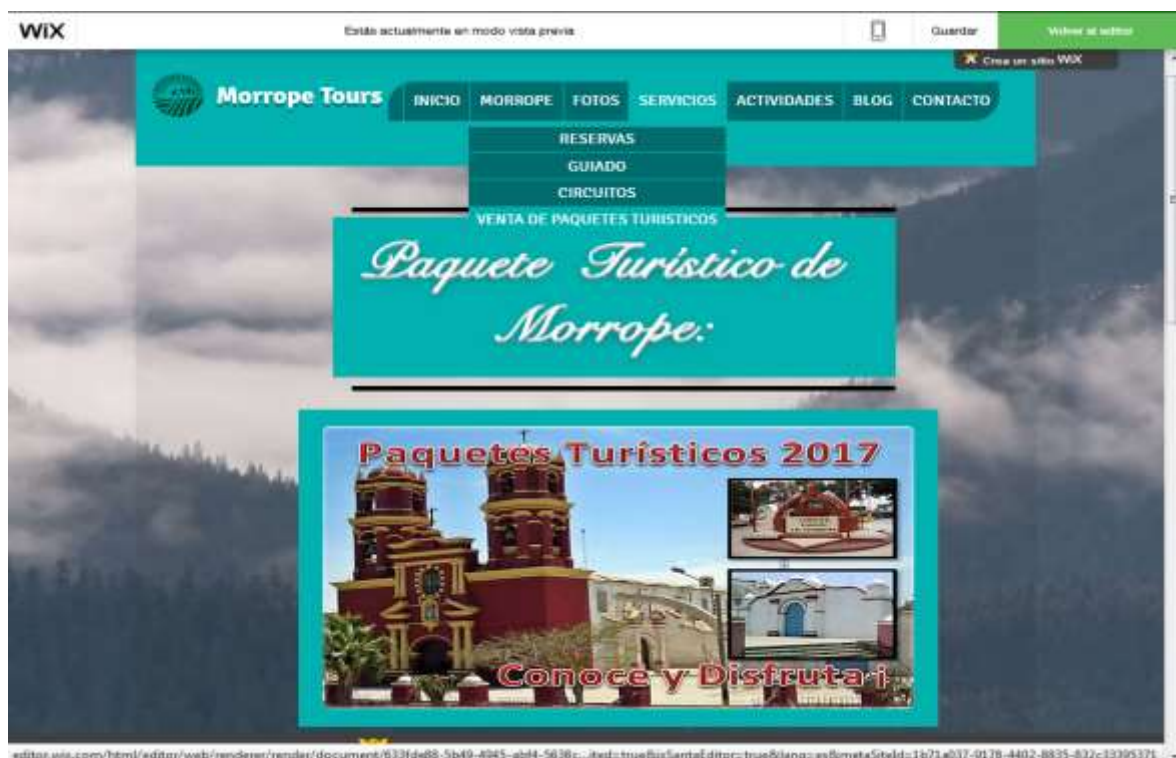 WiX
Estás actualmente en modo vista previa
Guardar
Volver al editor
Crea un sitio WiX
Morrope Tours
INICIO MORROPE FOTOS SERVICIOS ACTIVIDADES BLOG CONTACTO
RESERVAS
GUIADO
CIRCUITOS
VENTA DE PAQUETES TURISTICOS
Paquete Turístico de
Morrope:
Paquetes Turísticos 2017
Conoce y Disfruta ¡